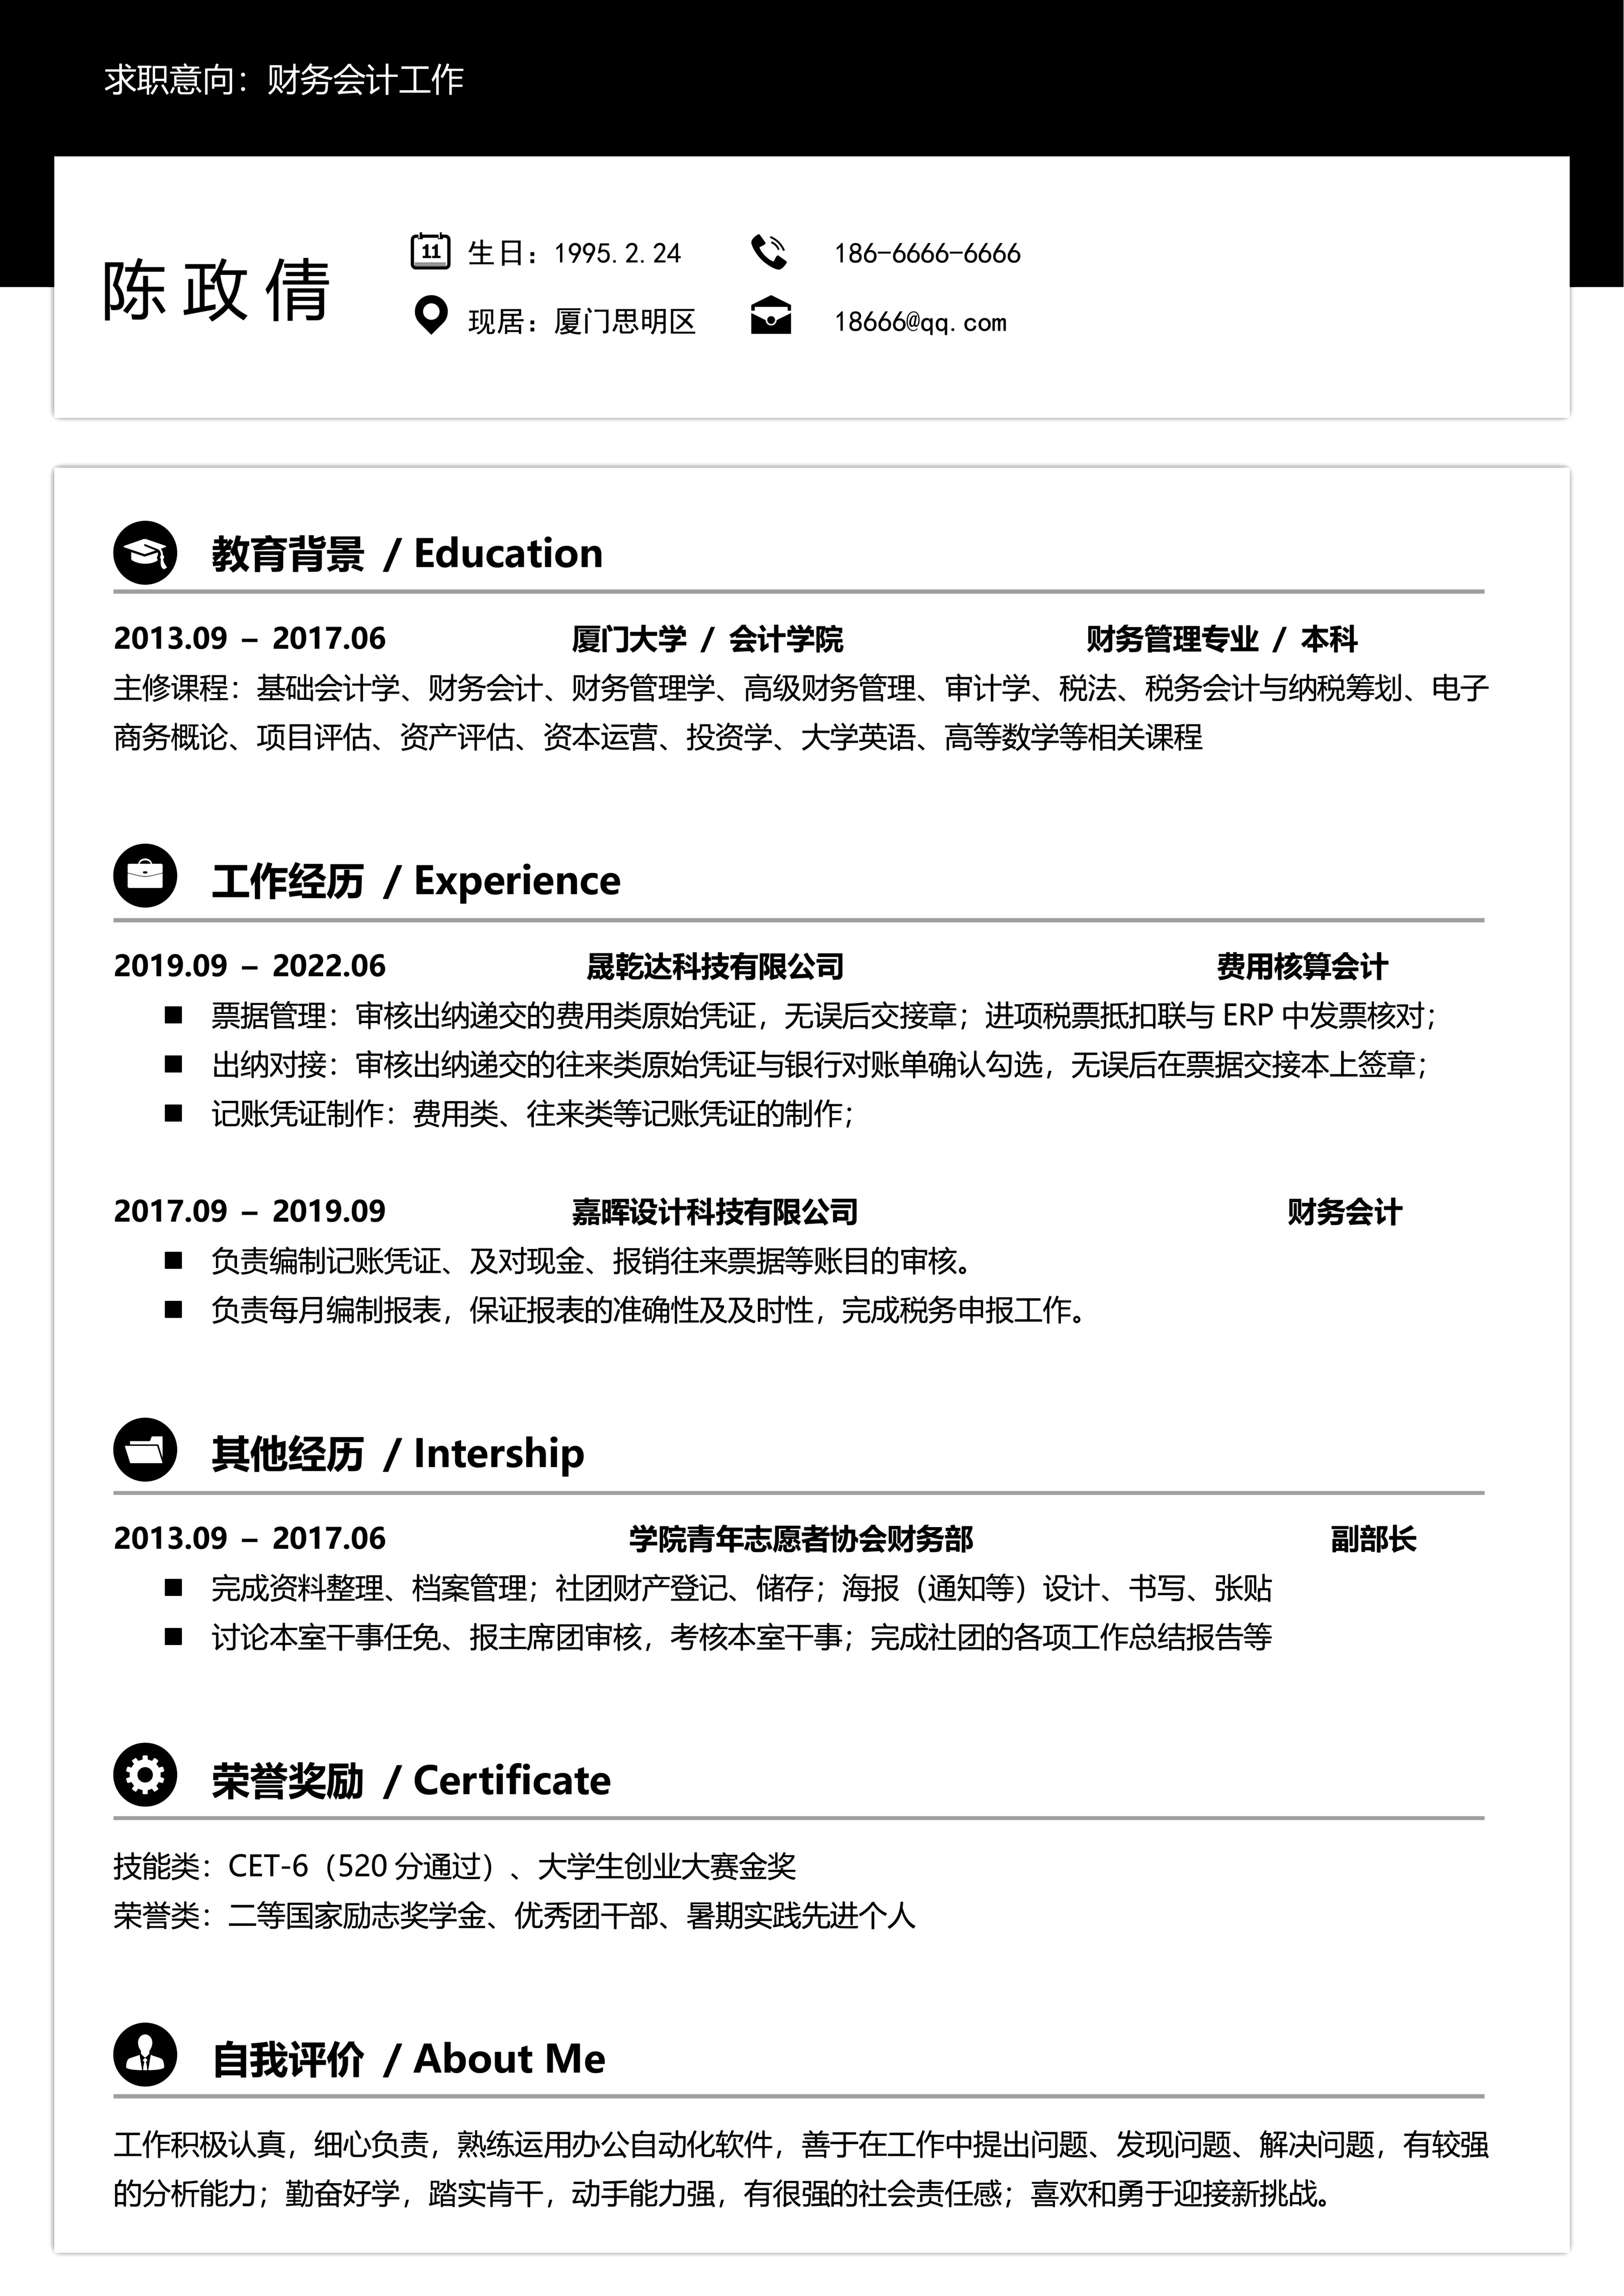 求职意向：财务会计工作
陈政倩
11 生日：1995.2.24 186-6666-6666
现居：厦门思明区 18666@qq.com
教育背景 / Education
2013.09 – 2017.06 厦门大学 / 会计学院 财务管理专业 / 本科
主修课程：基础会计学、财务会计、财务管理学、高级财务管理、审计学、税法、税务会计与纳税筹划、电子
商务概论、项目评估、资产评估、资本运营、投资学、大学英语、高等数学等相关课程
工作经历 / Experience
2019.09 – 2022.06 晟乾达科技有限公司 费用核算会计
■ 票据管理：审核出纳递交的费用类原始凭证，无误后交接章；进项税票抵扣联与 ERP 中发票核对；
■ 出纳对接：审核出纳递交的往来类原始凭证与银行对账单确认勾选，无误后在票据交接本上签章；
■ 记账凭证制作：费用类、往来类等记账凭证的制作；
2017.09 – 2019.09 嘉晖设计科技有限公司 财务会计
■ 负责编制记账凭证、及对现金、报销往来票据等账目的审核。
■ 负责每月编制报表，保证报表的准确性及及时性，完成税务申报工作。
其他经历 / Intership
2013.09 – 2017.06 学院青年志愿者协会财务部 副部长
■ 完成资料整理、档案管理；社团财产登记、储存；海报（通知等）设计、书写、张贴
■ 讨论本室干事任免、报主席团审核，考核本室干事；完成社团的各项工作总结报告等
荣誉奖励 / Certificate
技能类：CET-6（520 分通过）、大学生创业大赛金奖
荣誉类：二等国家励志奖学金、优秀团干部、暑期实践先进个人
自我评价 / About Me
工作积极认真，细心负责，熟练运用办公自动化软件，善于在工作中提出问题、发现问题、解决问题，有较强
的分析能力；勤奋好学，踏实肯干，动手能力强，有很强的社会责任感；喜欢和勇于迎接新挑战。